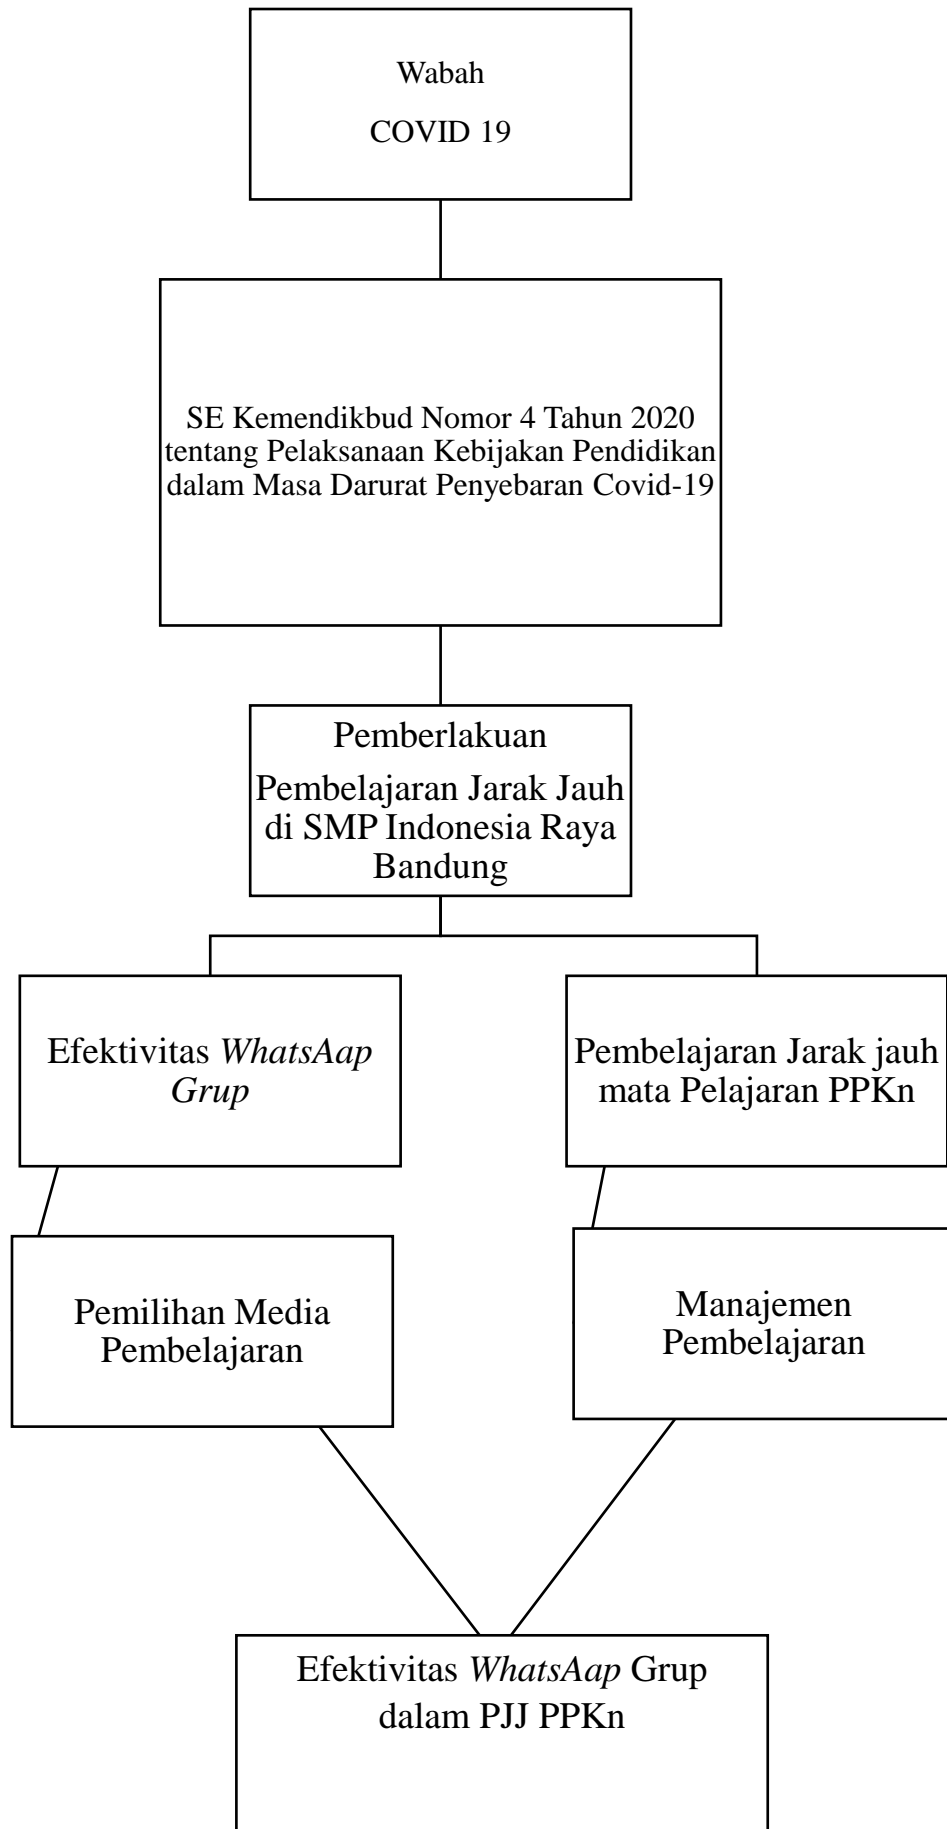 Wabah
COVID 19
SE Kemendikbud Nomor 4 Tahun 2020
tentang Pelaksanaan Kebijakan Pendidikan
dalam Masa Darurat Penyebaran Covid-19
Pemberlakuan
Pembelajaran Jarak Jauh
di SMP Indonesia Raya
Bandung
Efektivitas WhatsAap
Grup
Pembelajaran Jarak jauh
mata Pelajaran PPKn
Pemilihan Media
Pembelajaran
Manajemen
Pembelajaran
Efektivitas WhatsAap Grup
dalam PJJ PPKn